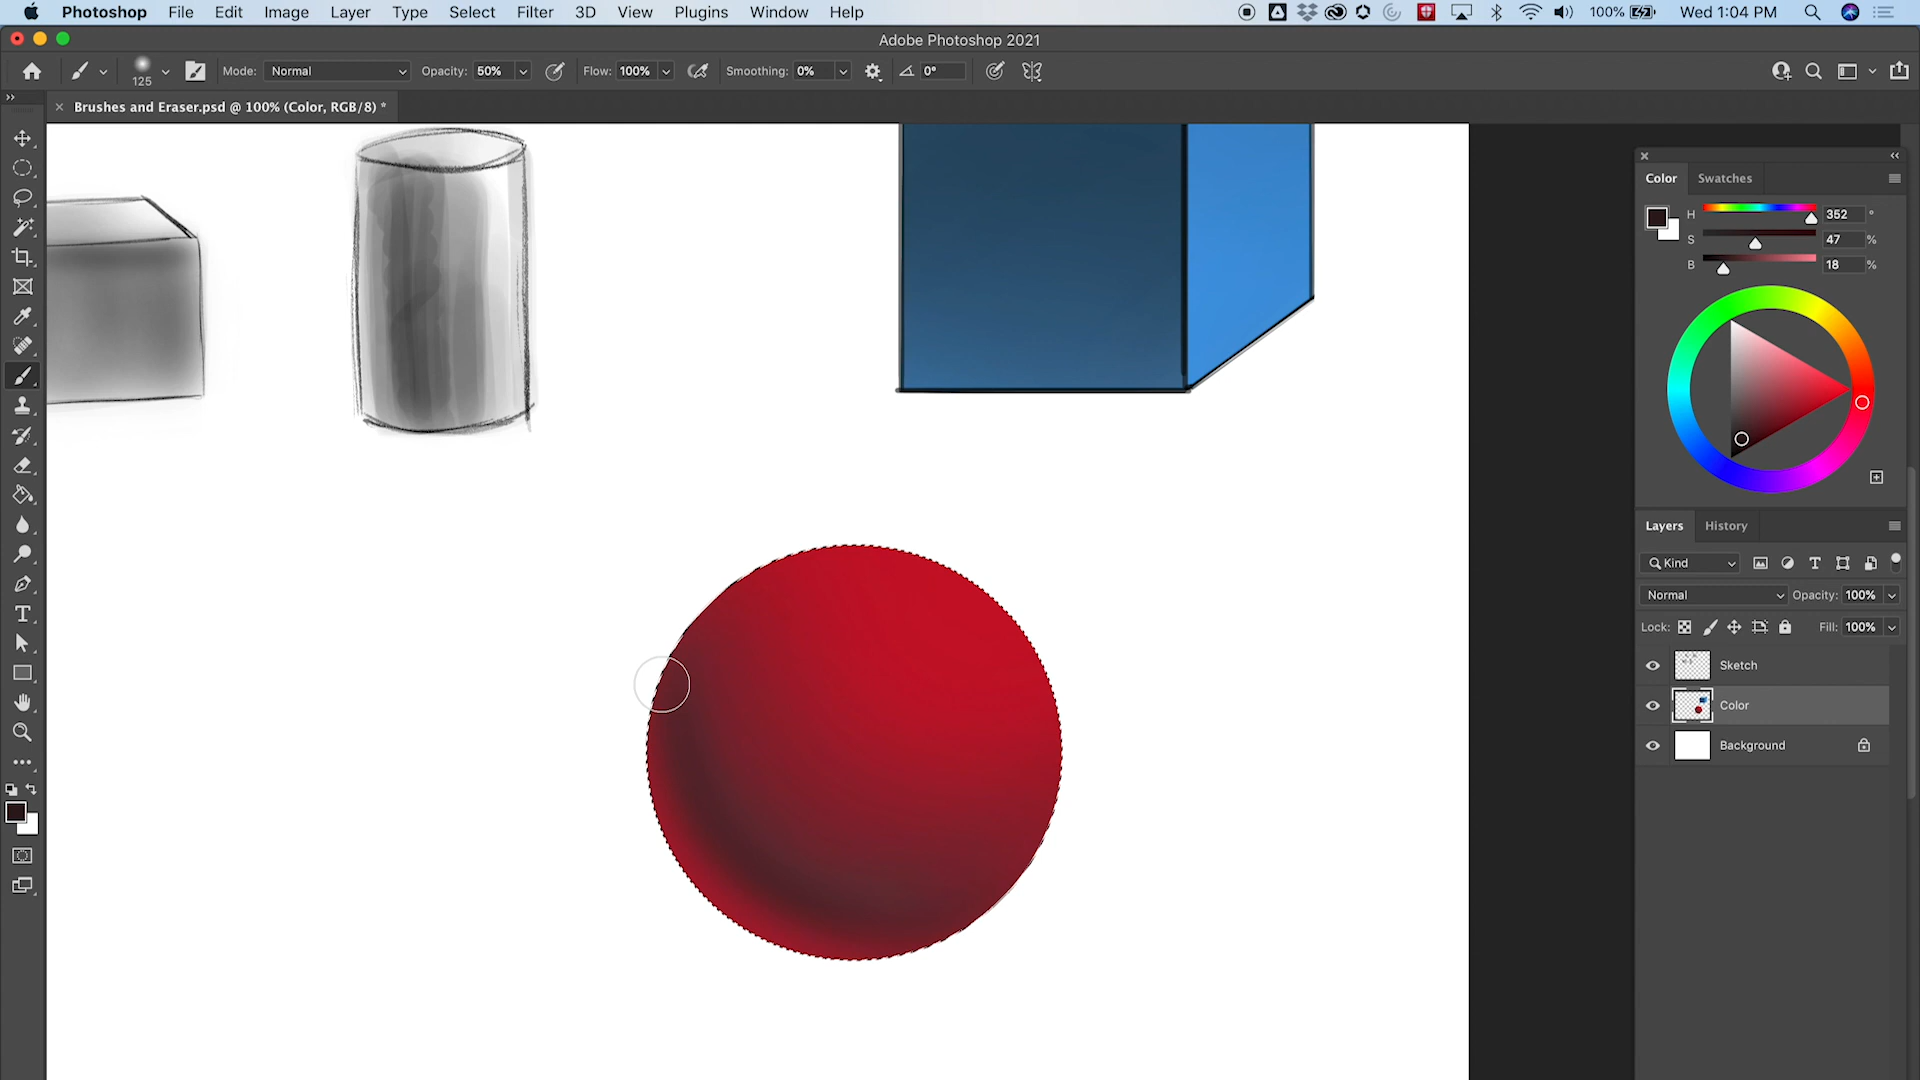 Photoshop File Edit Image Layer Type Select Filter 3D View Plugins Window Help 100% Wed 1:04 PM
Adobe Photoshop 2021
125 Mode: Normal Opacity: 50% Flow: 100% Smoothing: 0% 0°
Brushes and Eraser.psd @ 100% (Color, RGB/8) *
Color Swatches
H 352 °
S 47 %
B 18 %
Layers History
Kind
Normal Opacity: 100%
Lock: Fill: 100%
Sketch
Color
Background